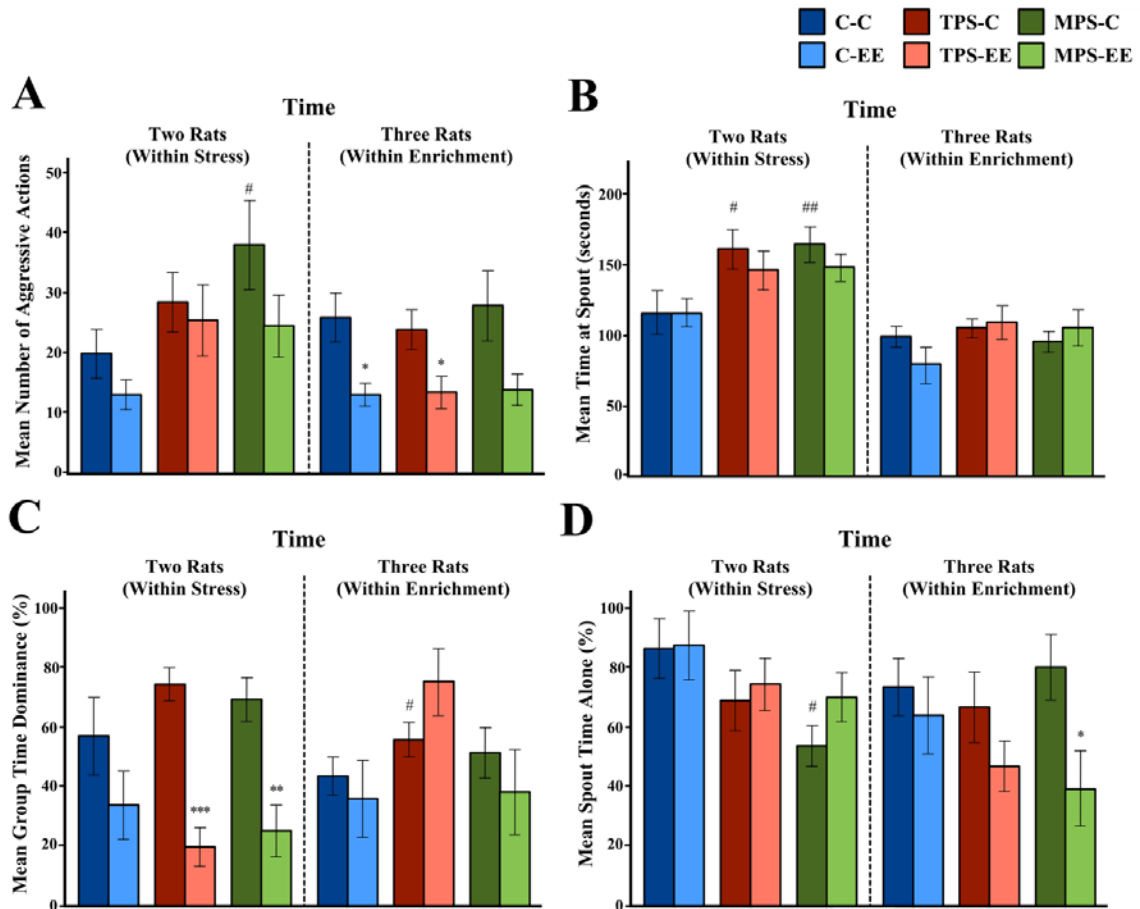 C-C TPS-C MPS-C
C-EE TPS-EE MPS-EE
A
Time
Two Rats
(Within Stress)
Three Rats
(Within Enrichment)
Mean Number of Aggressive Actions
50
40
30
20
10
0
#
*
*
B
Time
Two Rats
(Within Stress)
Three Rats
(Within Enrichment)
Mean Time at Spout (seconds)
200
150
100
50
0
#
##
C
Time
Two Rats
(Within Stress)
Three Rats
(Within Enrichment)
Mean Group Time Dominance (%)
100
80
60
40
20
0
***
**
#
D
Time
Two Rats
(Within Stress)
Three Rats
(Within Enrichment)
Mean Spout Time Alone (%)
100
80
60
40
20
0
#
*